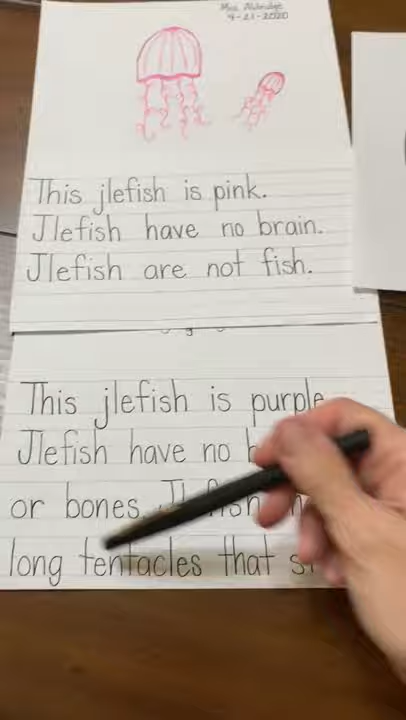 Mrs. Aldridge
9-21-2020
This jlefish is pink.
Jlefish have no brain.
Jlefish are not fish.
This jlefish is purple
Jlefish have no
or bones.
long tentacles that